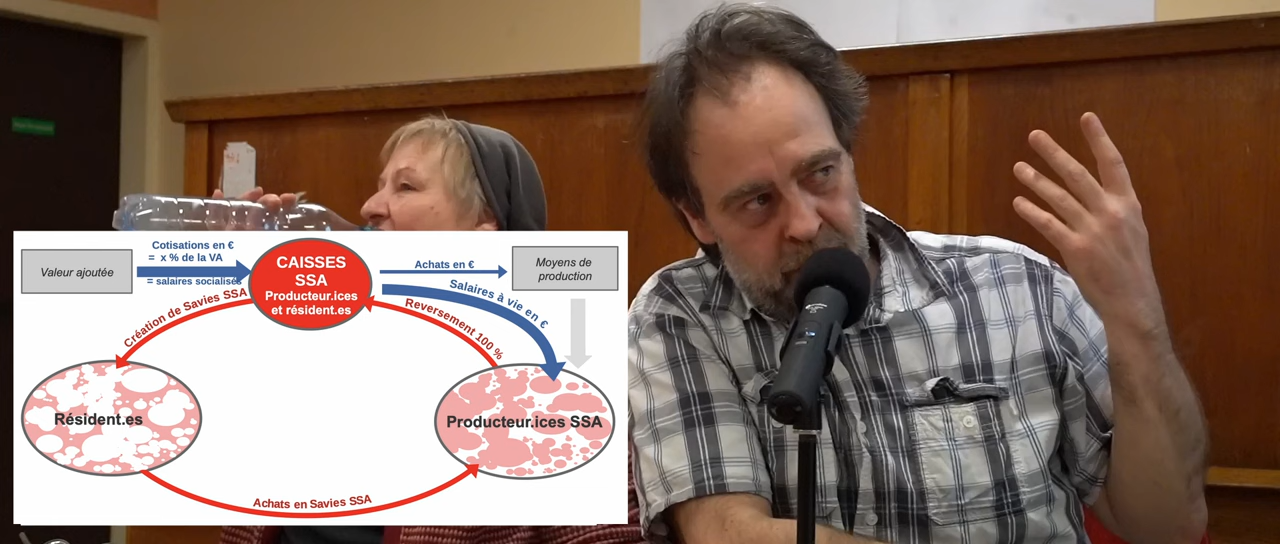 Cotisations en €
= x % de la VA
= salaires socialisés
Valeur ajoutée
CAISSES
SSA
Producteur.ices
et résident.es
Achats en €
Moyens de
production
Salaires à vie en €
Création de Savies SSA
Reversement 100 %
Résident.es
Producteur.ices SSA
Achats en Savies SSA